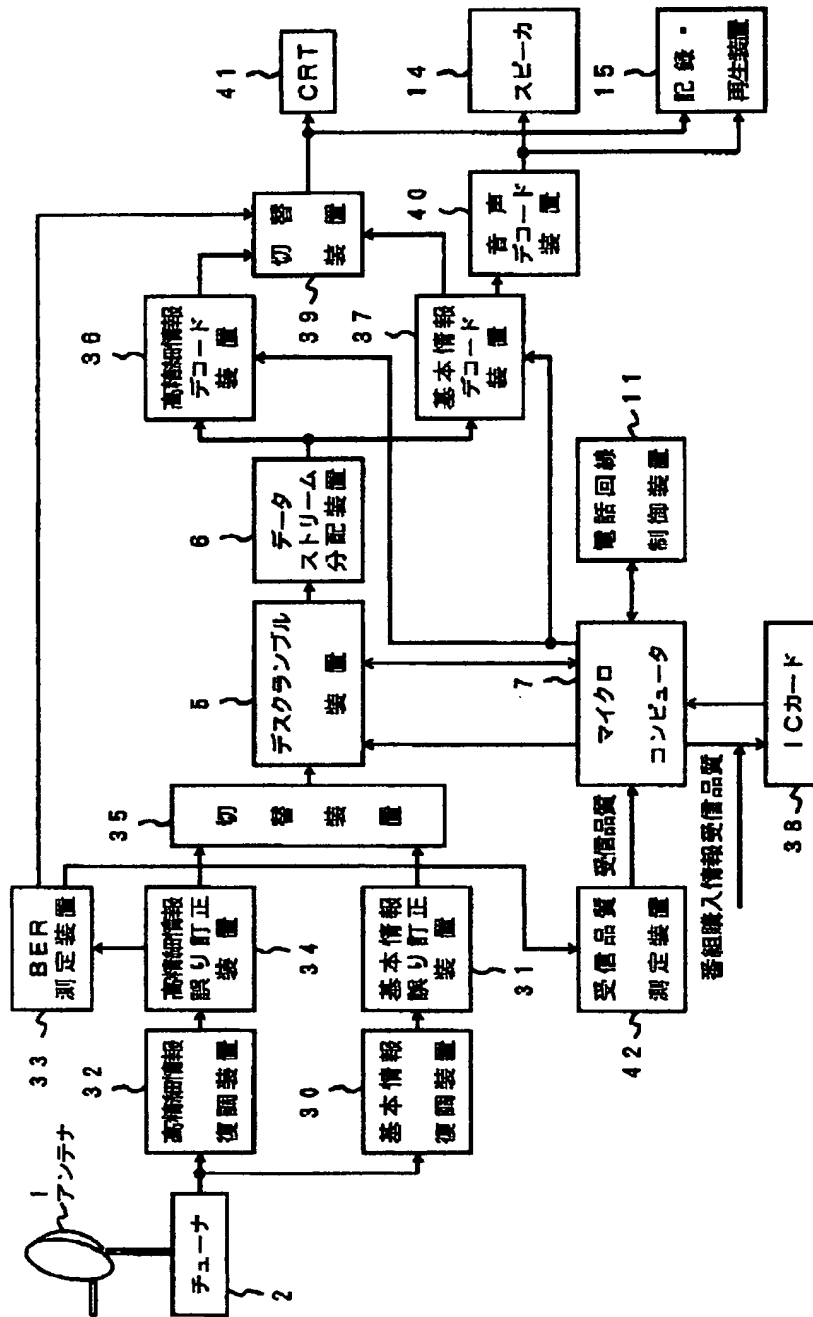 1
アンテナ
チューナ
2
33
BER
測定装置
32
高精細情報
復調装置
高精細情報
誤り訂正
装置
34
30
基本情報
復調装置
基本情報
誤り訂正
装置
31
35
切替装置
5
デスクランブル
装置
6
データ
ストリーム
分配装置
36
高精細情報
デコード
装置
37
基本情報
デコード
装置
切替
装置
39
40
音声
デコード
装置
41
CRT
14
スピーカ
15
記録・
再生装置
42
受信品質
測定装置
受信品質
7
マイクロ
コンピュータ
電話回線
制御装置
11
番組購入情報受信品質
ICカード
38